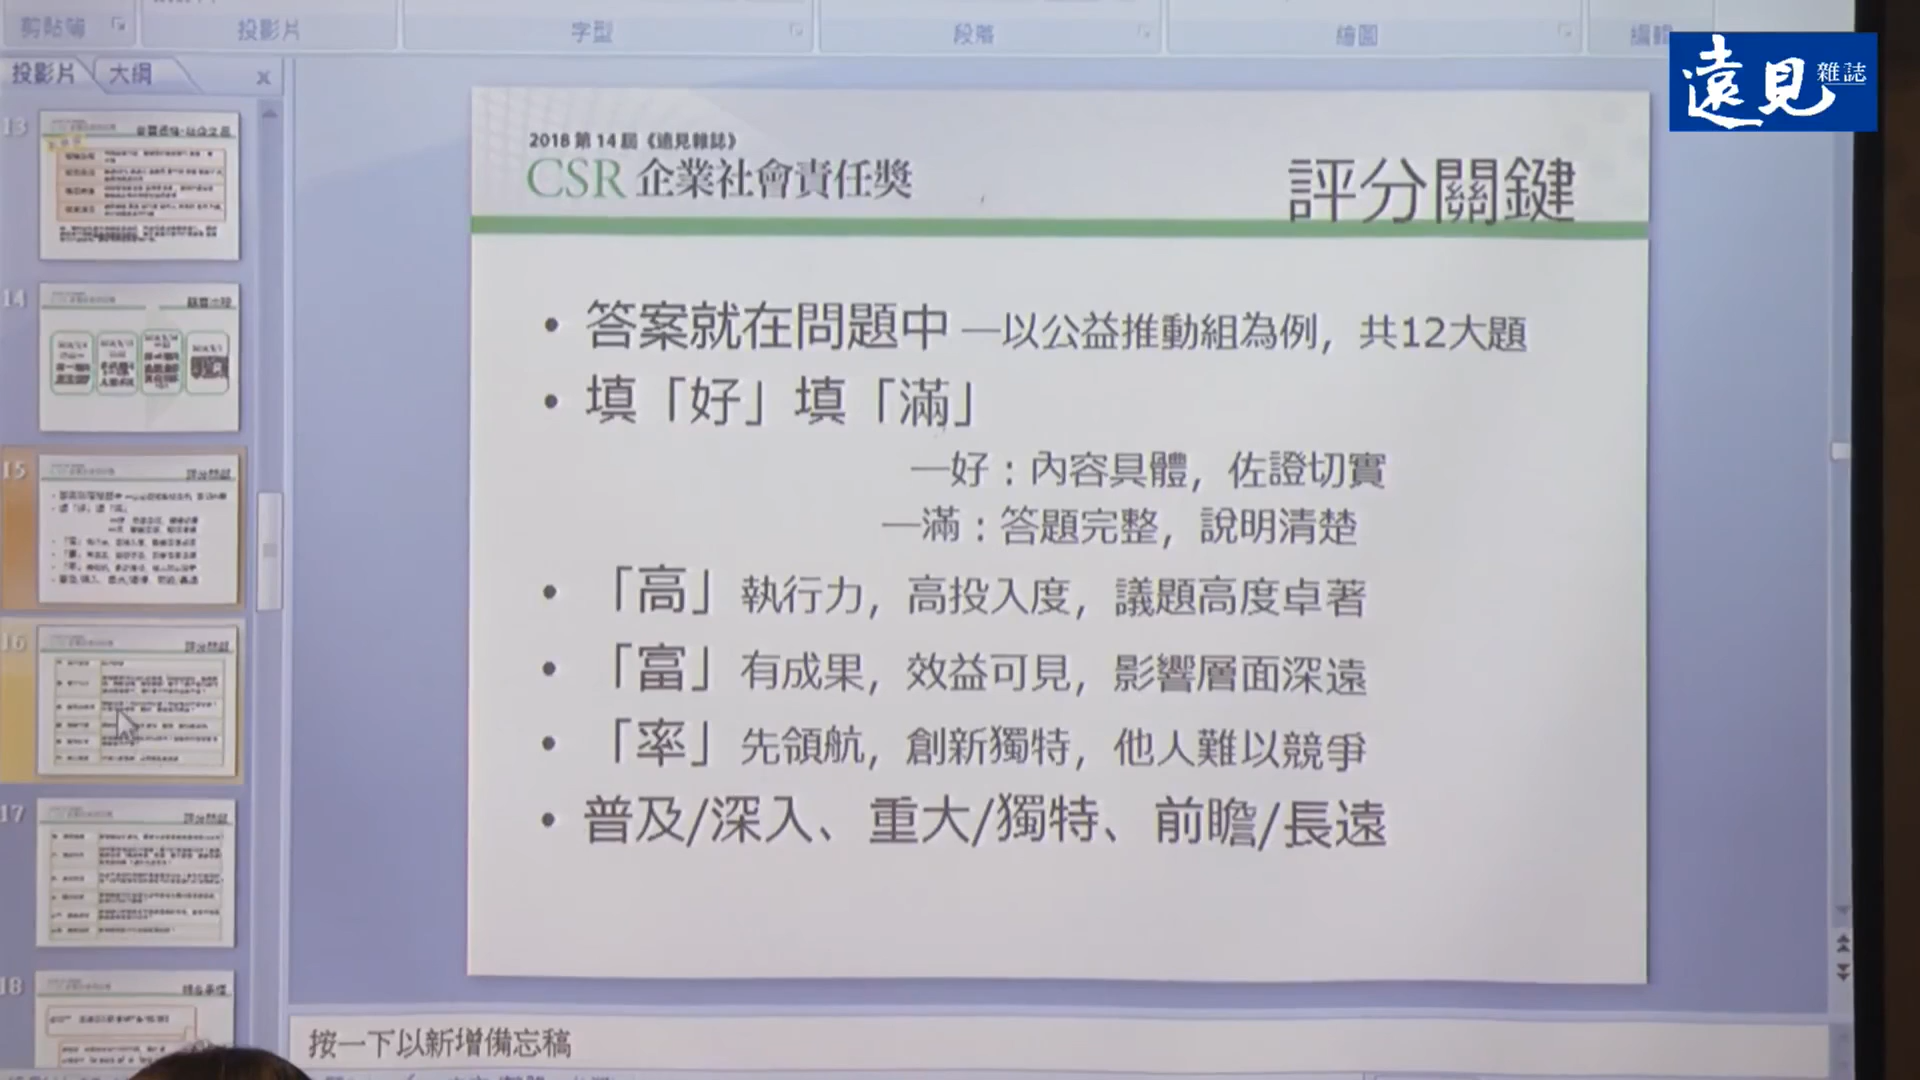 剪貼簿
投影片
字型
段落
繪圖
遠見雜誌
投影片
大綱
x
13
14
15
16
17
18
2018 第 14 屆《遠見雜誌》
CSR 企業社會責任獎
評分關鍵
• 答案就在問題中 —以公益推動組為例，共12大題
• 填「好」填「滿」
—好：內容具體，佐證切實
—滿：答題完整，說明清楚
• 「高」執行力，高投入度，議題高度卓著
• 「富」有成果，效益可見，影響層面深遠
• 「率」先領航，創新獨特，他人難以競爭
• 普及/深入、重大/獨特、前瞻/長遠
按一下以新增備忘稿